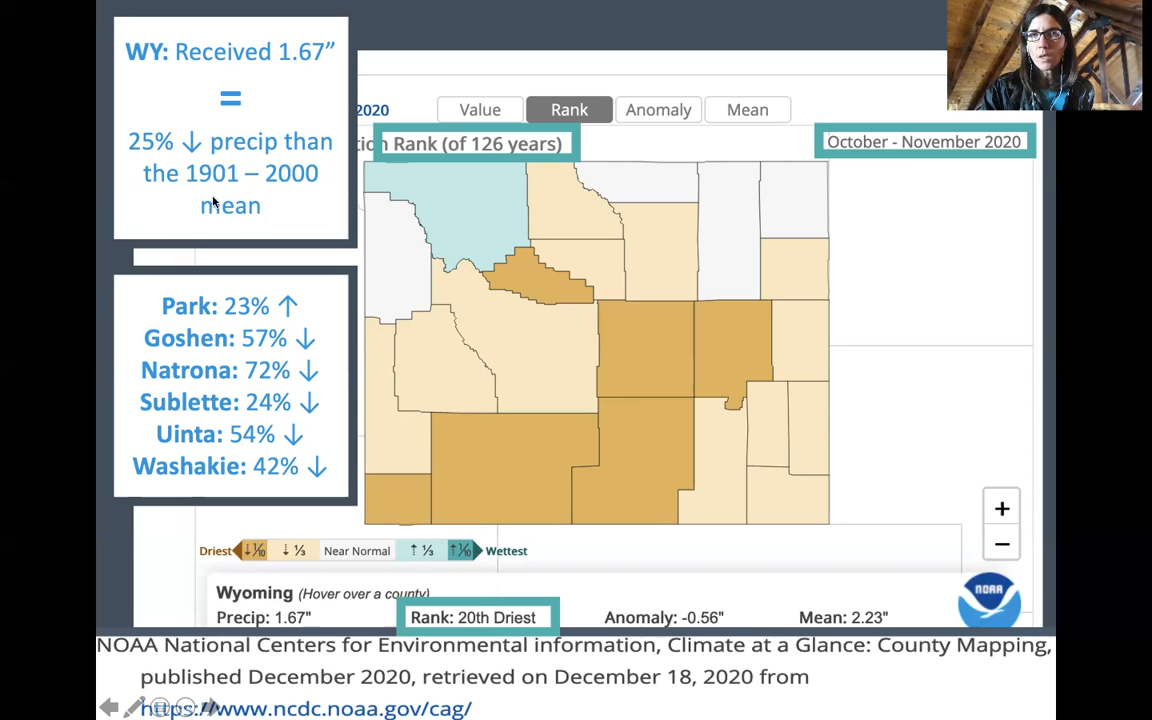 WY: Received 1.67”
=
25% ↓ precip than
the 1901 – 2000
mean
Park: 23% ↑
Goshen: 57% ↓
Natrona: 72% ↓
Sublette: 24% ↓
Uinta: 54% ↓
Washakie: 42% ↓
2020
Value Rank Anomaly Mean
tion Rank (of 126 years)
October - November 2020
+
−
Driest ↓⅒ ↓⅓ Near Normal ↑⅓ ↑⅒ Wettest
Wyoming (Hover over a county)
Precip: 1.67" Rank: 20th Driest Anomaly: -0.56" Mean: 2.23"
NOAA
NOAA National Centers for Environmental information, Climate at a Glance: County Mapping,
published December 2020, retrieved on December 18, 2020 from
https://www.ncdc.noaa.gov/cag/